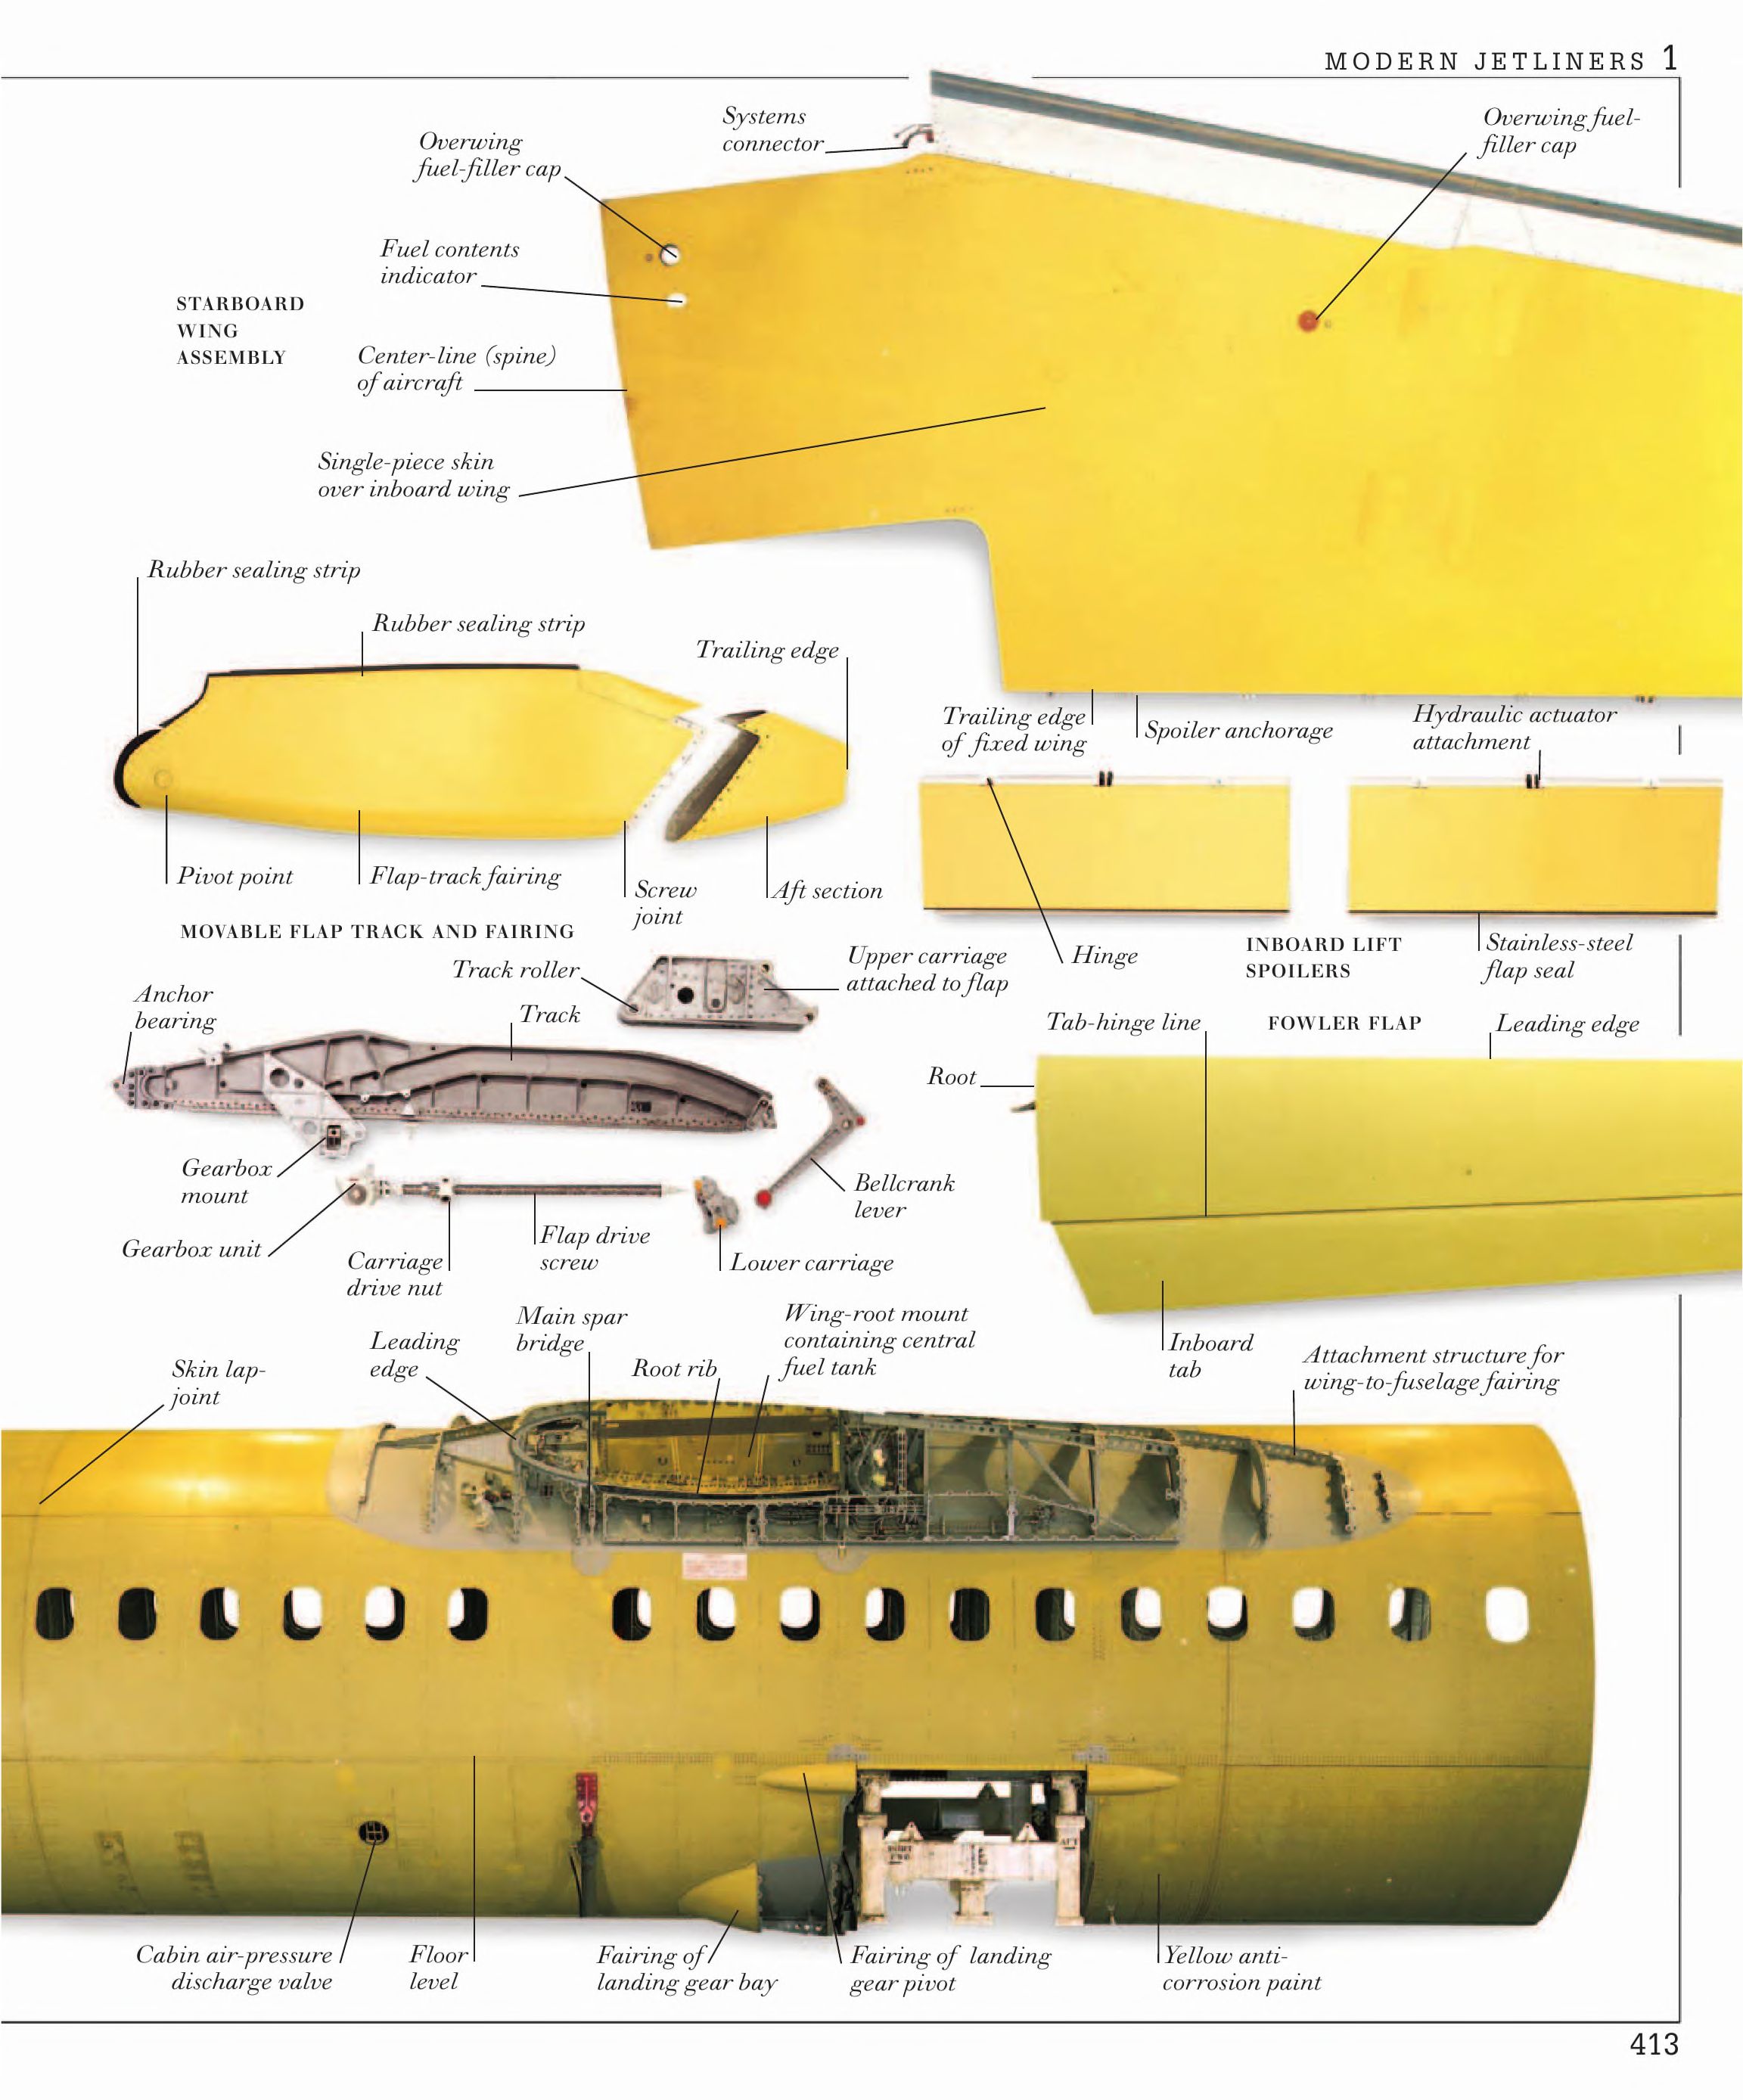 MODERN JETLINERS 1
Systems
connector
Overwing fuel-
filler cap
Overwing
fuel-filler cap
Fuel contents
indicator
STARBOARD
WING
ASSEMBLY
Center-line (spine)
of aircraft
Single-piece skin
over inboard wing
Rubber sealing strip
Rubber sealing strip
Trailing edge
Trailing edge
of fixed wing
Spoiler anchorage
Hydraulic actuator
attachment
Pivot point
Flap-track fairing
Screw
joint
Aft section
MOVABLE FLAP TRACK AND FAIRING
Hinge
INBOARD LIFT
SPOILERS
Stainless-steel
flap seal
Track roller
Upper carriage
attached to flap
Anchor
bearing
Track
Tab-hinge line
FOWLER FLAP
Leading edge
Root
Gearbox
mount
Bellcrank
lever
Gearbox unit
Carriage
drive nut
Flap drive
screw
Lower carriage
Main spar
bridge
Wing-root mount
containing central
fuel tank
Leading
edge
Root rib
Skin lap-
joint
Inboard
tab
Attachment structure for
wing-to-fuselage fairing
Cabin air-pressure
discharge valve
Floor
level
Fairing of
landing gear bay
Fairing of landing
gear pivot
Yellow anti-
corrosion paint
413